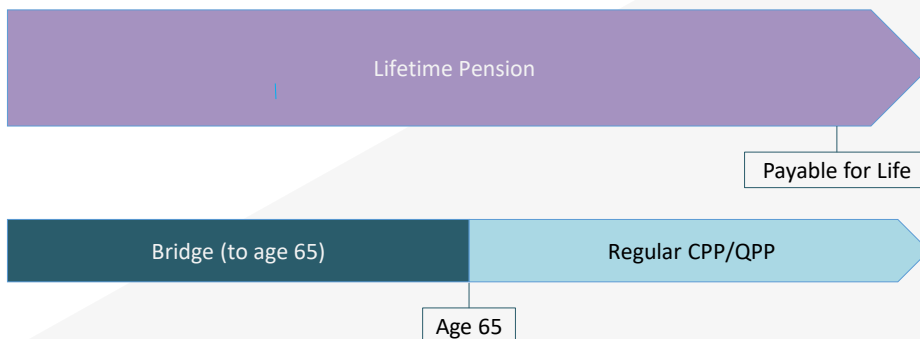 Lifetime Pension
Payable for Life
Bridge (to age 65)
Regular CPP/QPP
Age 65